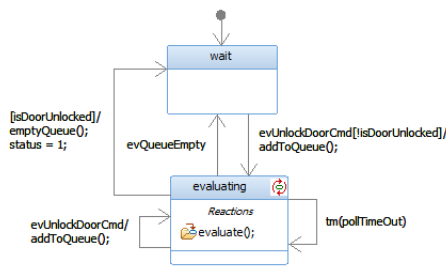 wait
[isDoorUnlocked]/
emptyQueue();
status = 1;
evQueueEmpty
evUnlockDoorCmd[!isDoorUnlocked]/
addToQueue();
evaluating
Reactions
evaluate();
evUnlockDoorCmd/
addToQueue();
tm(pollTimeOut)